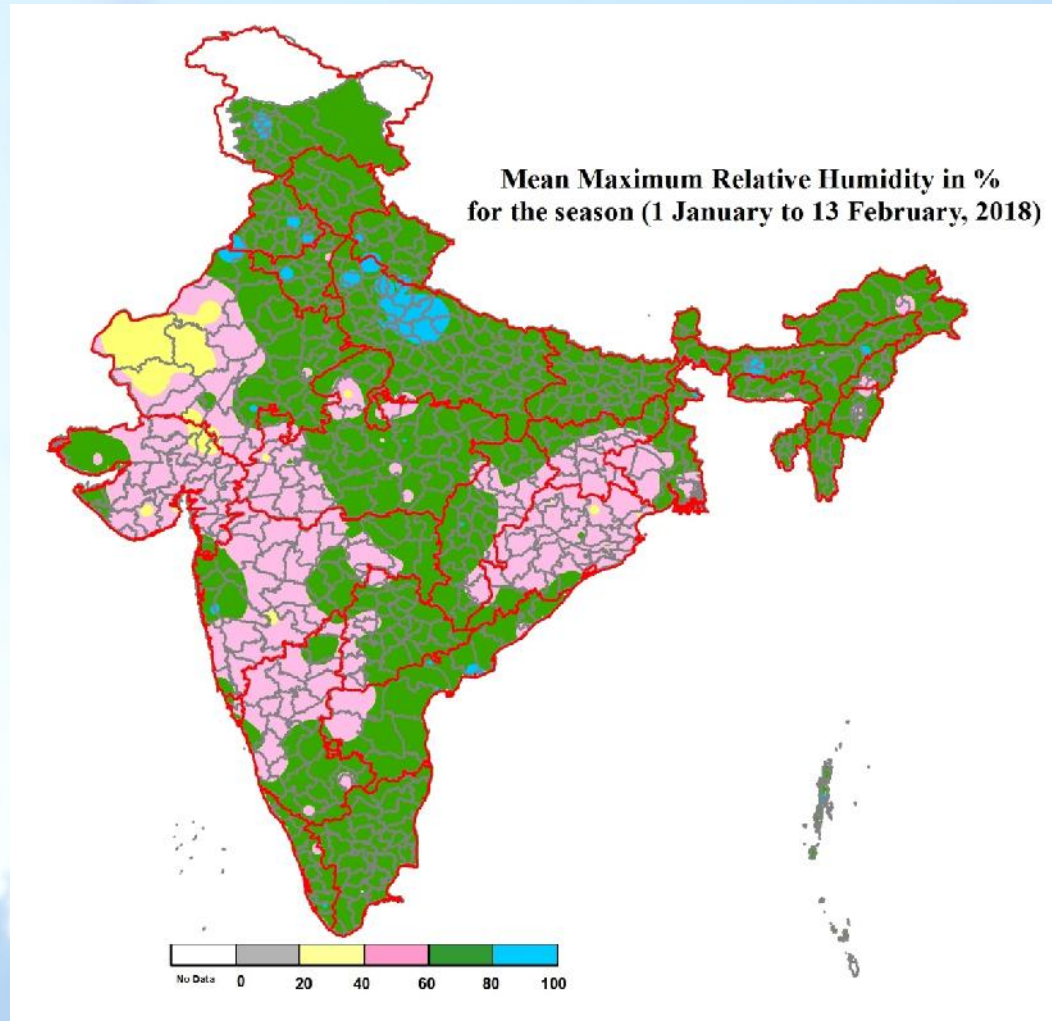 Mean Maximum Relative Humidity in %
for the season (1 January to 13 February, 2018)
No Data 0 20 40 60 80 100